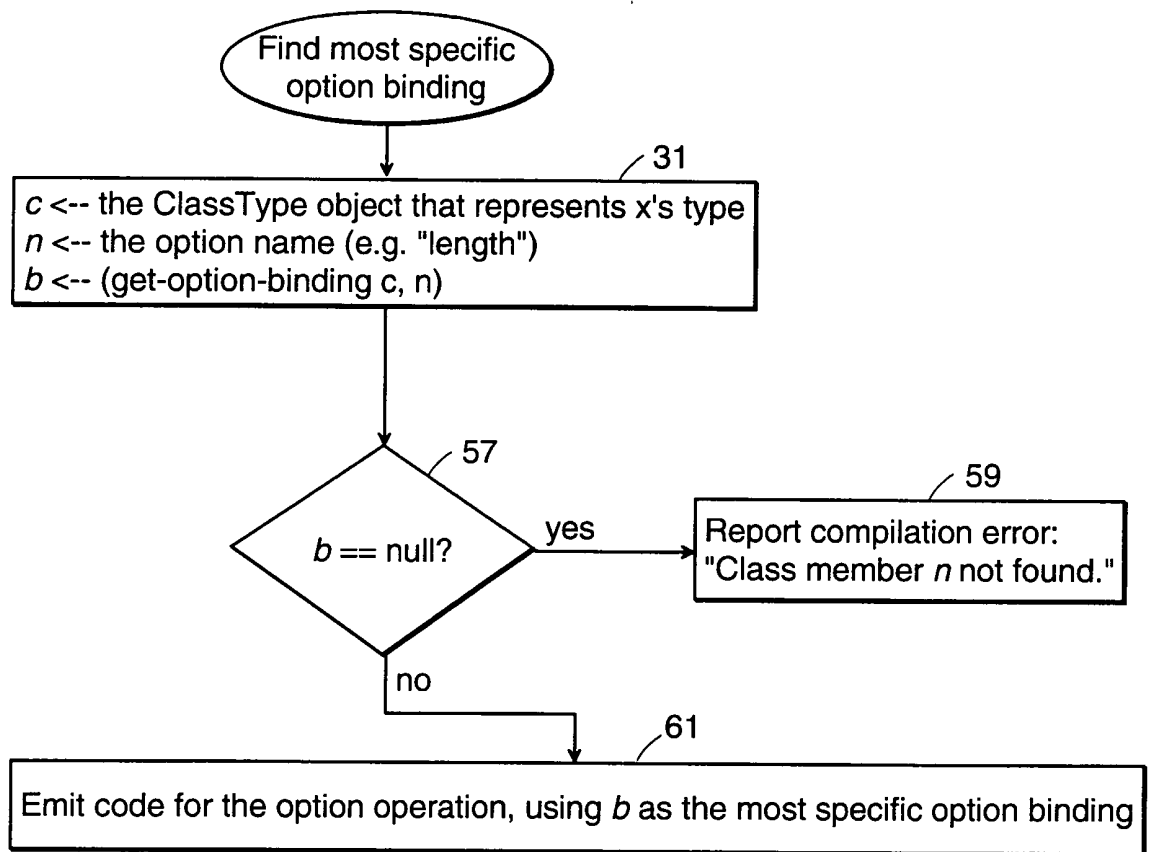 Find most specific
option binding
31
c <-- the ClassType object that represents x's type
n <-- the option name (e.g. "length")
b <-- (get-option-binding c, n)
57
b == null?
yes
59
Report compilation error:
"Class member n not found."
no
61
Emit code for the option operation, using b as the most specific option binding